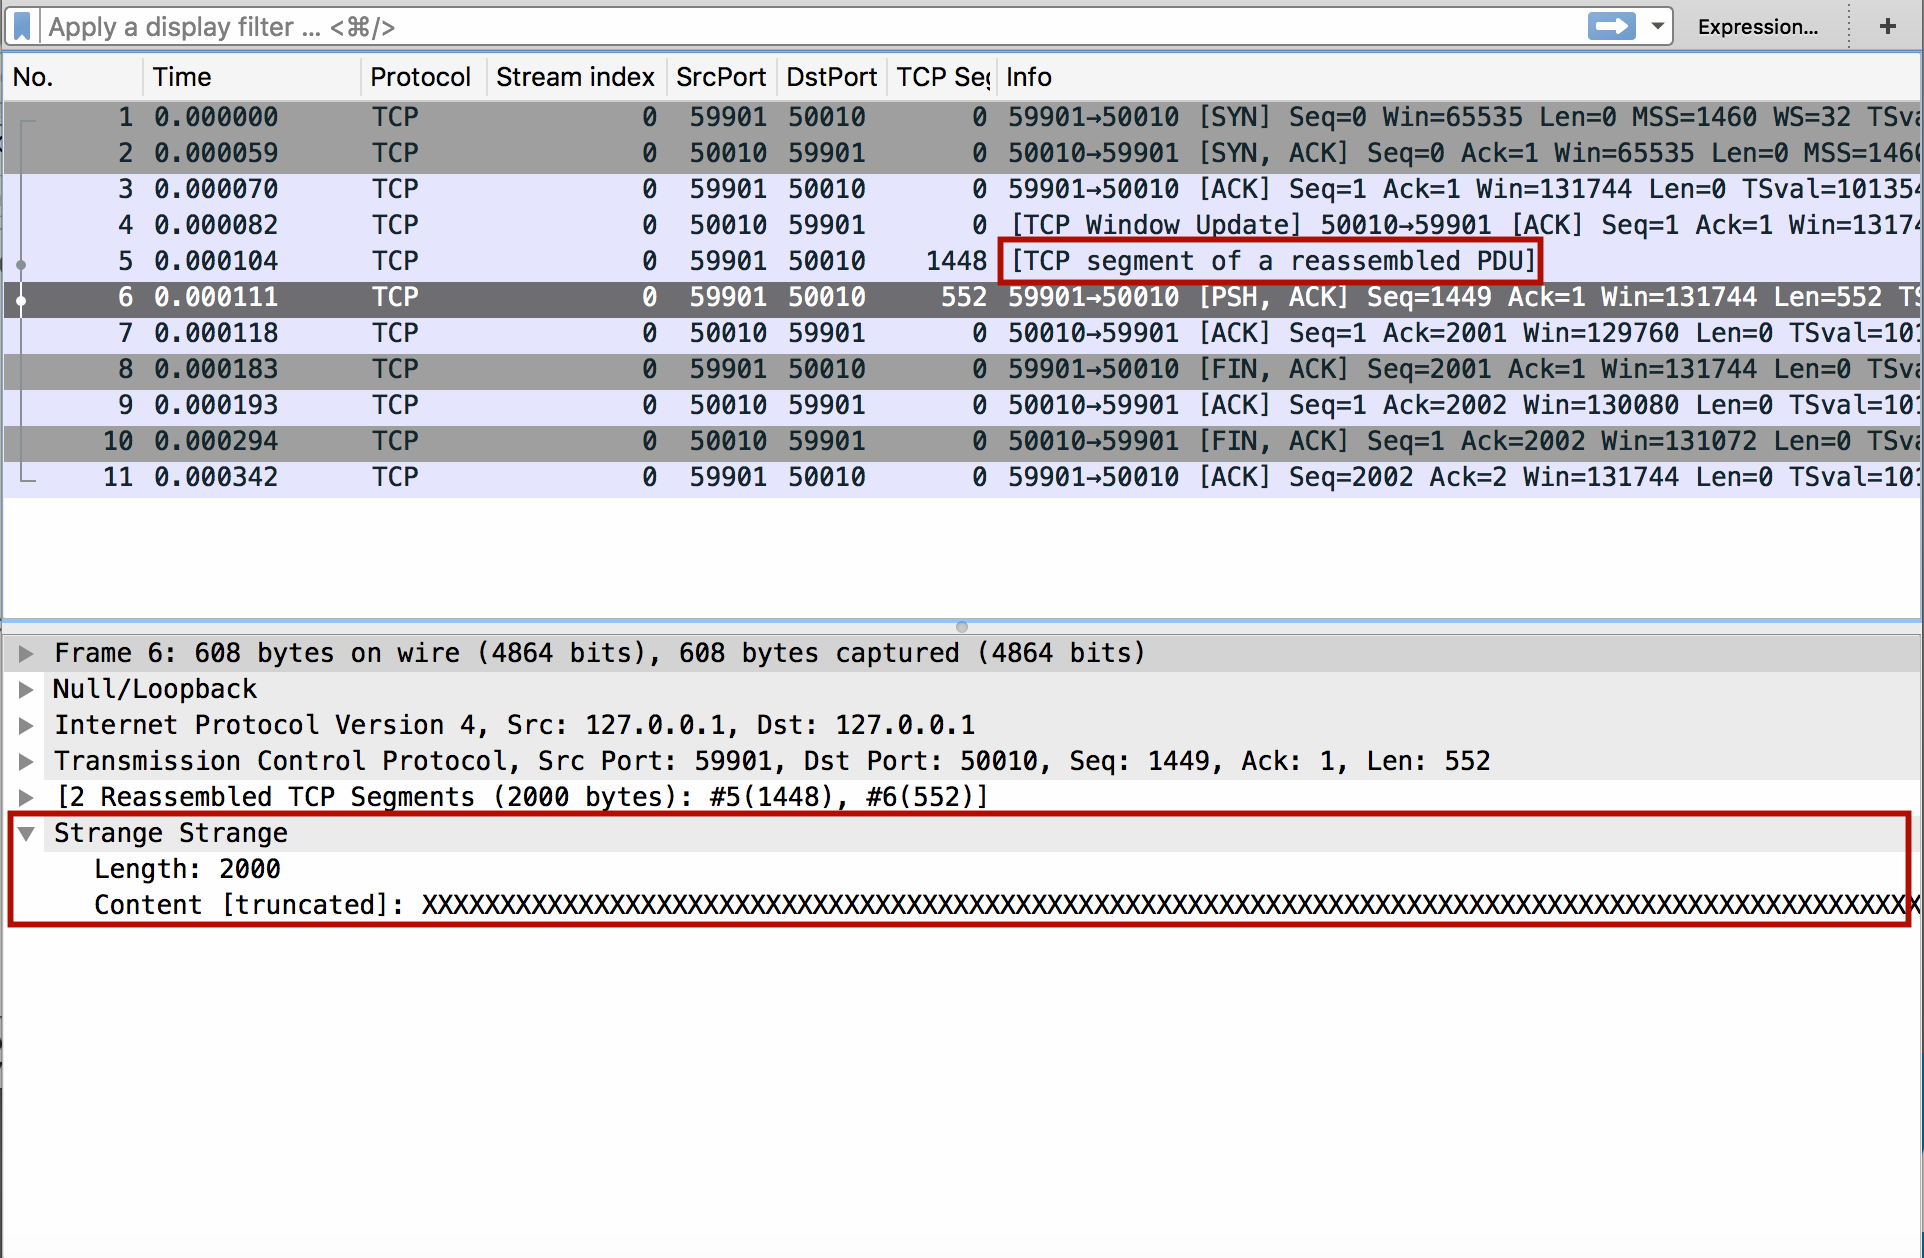 Apply a display filter ... <⌘/>
Expression...
+
No. Time Protocol Stream index SrcPort DstPort TCP Seg Info
1 0.000000 TCP 0 59901 50010 0 59901→50010 [SYN] Seq=0 Win=65535 Len=0 MSS=1460 WS=32 TSva
2 0.000059 TCP 0 50010 59901 0 50010→59901 [SYN, ACK] Seq=0 Ack=1 Win=65535 Len=0 MSS=1460
3 0.000070 TCP 0 59901 50010 0 59901→50010 [ACK] Seq=1 Ack=1 Win=131744 Len=0 TSval=101354
4 0.000082 TCP 0 50010 59901 0 [TCP Window Update] 50010→59901 [ACK] Seq=1 Ack=1 Win=13174
5 0.000104 TCP 0 59901 50010 1448 [TCP segment of a reassembled PDU]
6 0.000111 TCP 0 59901 50010 552 59901→50010 [PSH, ACK] Seq=1449 Ack=1 Win=131744 Len=552 TS
7 0.000118 TCP 0 50010 59901 0 50010→59901 [ACK] Seq=1 Ack=2001 Win=129760 Len=0 TSval=101
8 0.000183 TCP 0 59901 50010 0 59901→50010 [FIN, ACK] Seq=2001 Ack=1 Win=131744 Len=0 TSva
9 0.000193 TCP 0 50010 59901 0 50010→59901 [ACK] Seq=1 Ack=2002 Win=130080 Len=0 TSval=101
10 0.000294 TCP 0 50010 59901 0 50010→59901 [FIN, ACK] Seq=1 Ack=2002 Win=131072 Len=0 TSva
11 0.000342 TCP 0 59901 50010 0 59901→50010 [ACK] Seq=2002 Ack=2 Win=131744 Len=0 TSval=101
Frame 6: 608 bytes on wire (4864 bits), 608 bytes captured (4864 bits)
Null/Loopback
Internet Protocol Version 4, Src: 127.0.0.1, Dst: 127.0.0.1
Transmission Control Protocol, Src Port: 59901, Dst Port: 50010, Seq: 1449, Ack: 1, Len: 552
[2 Reassembled TCP Segments (2000 bytes): #5(1448), #6(552)]
Strange Strange
Length: 2000
Content [truncated]: XXXXXXXXXXXXXXXXXXXXXXXXXXXXXXXXXXXXXXXXXXXXXXXXXXXXXXXXXXXXXXXXXXXXXXXXXXXXXXXXXXXXXXXXXXXXXXXX